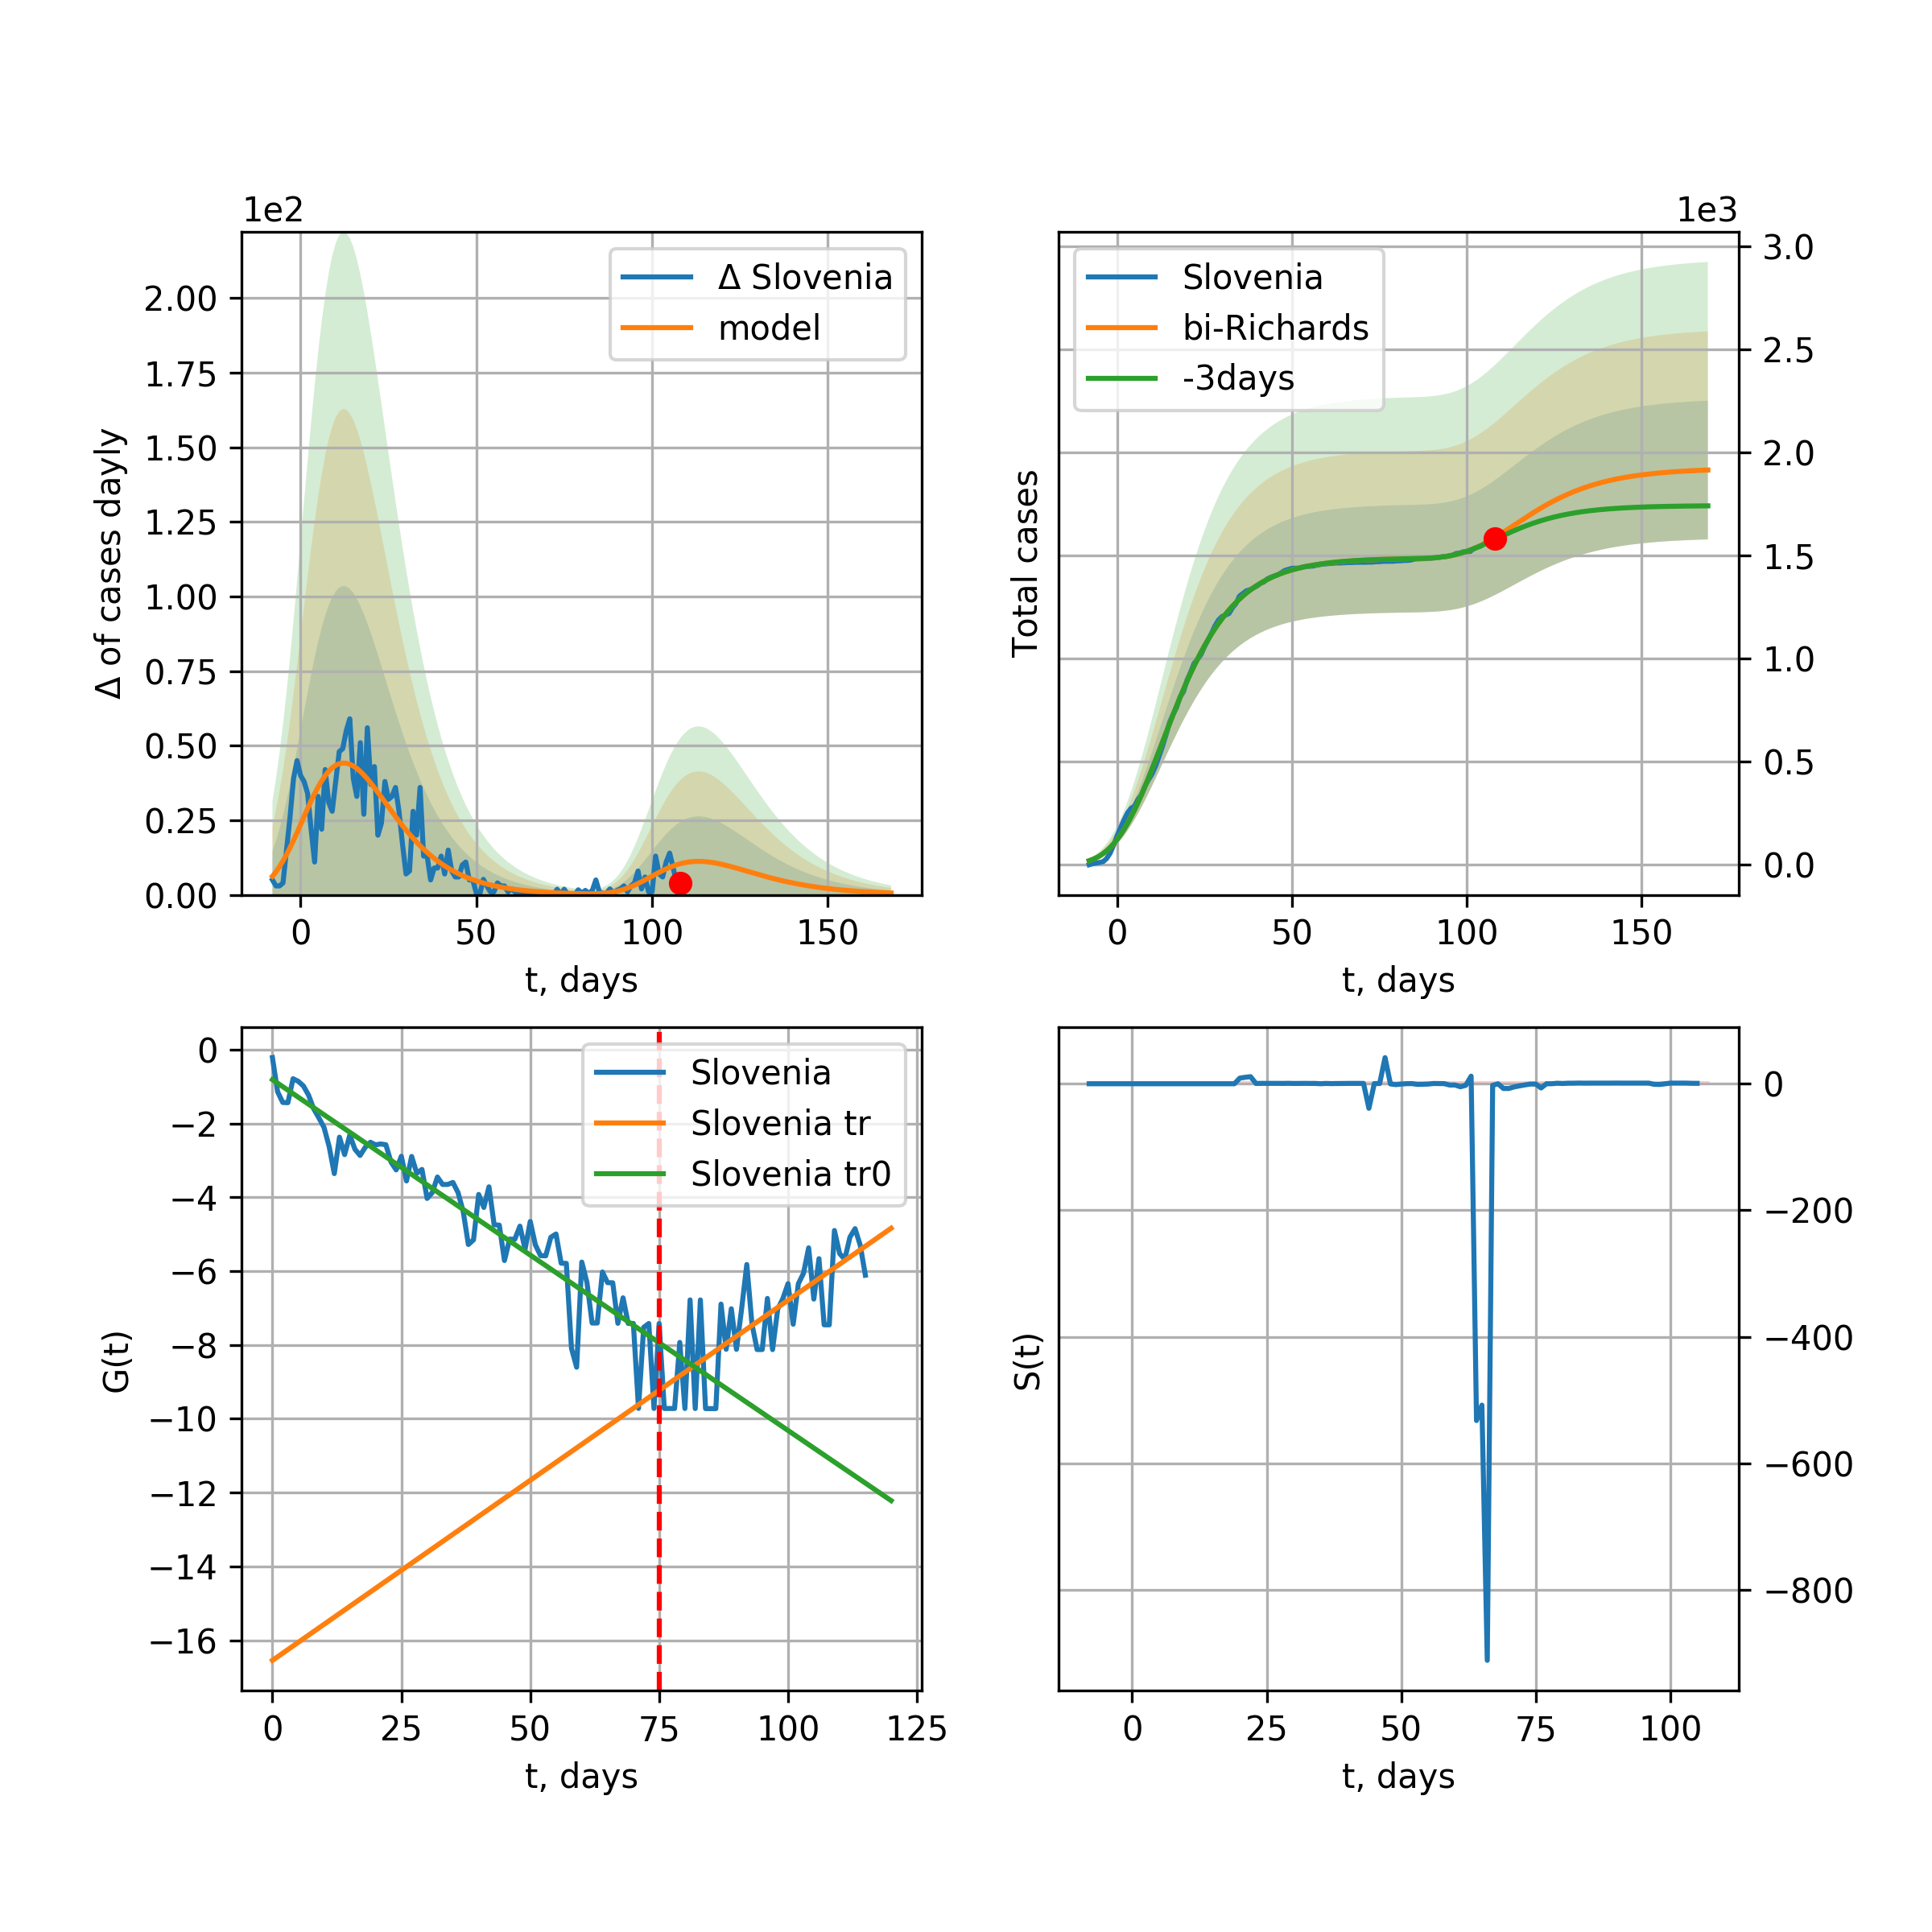 1e2
Δ of cases dayly
2.00
1.75
1.50
1.25
1.00
0.75
0.50
0.25
0.00
Δ Slovenia
model
0 50 100 150
t, days
1e3
Total cases
Slovenia
bi-Richards
-3days
3.0
2.5
2.0
1.5
1.0
0.5
0.0
0 50 100 150
t, days
G(t)
0
−2
−4
−6
−8
−10
−12
−14
−16
Slovenia
Slovenia tr
Slovenia tr0
0 25 50 75 100 125
t, days
S(t)
0
−200
−400
−600
−800
0 25 50 75 100
t, days